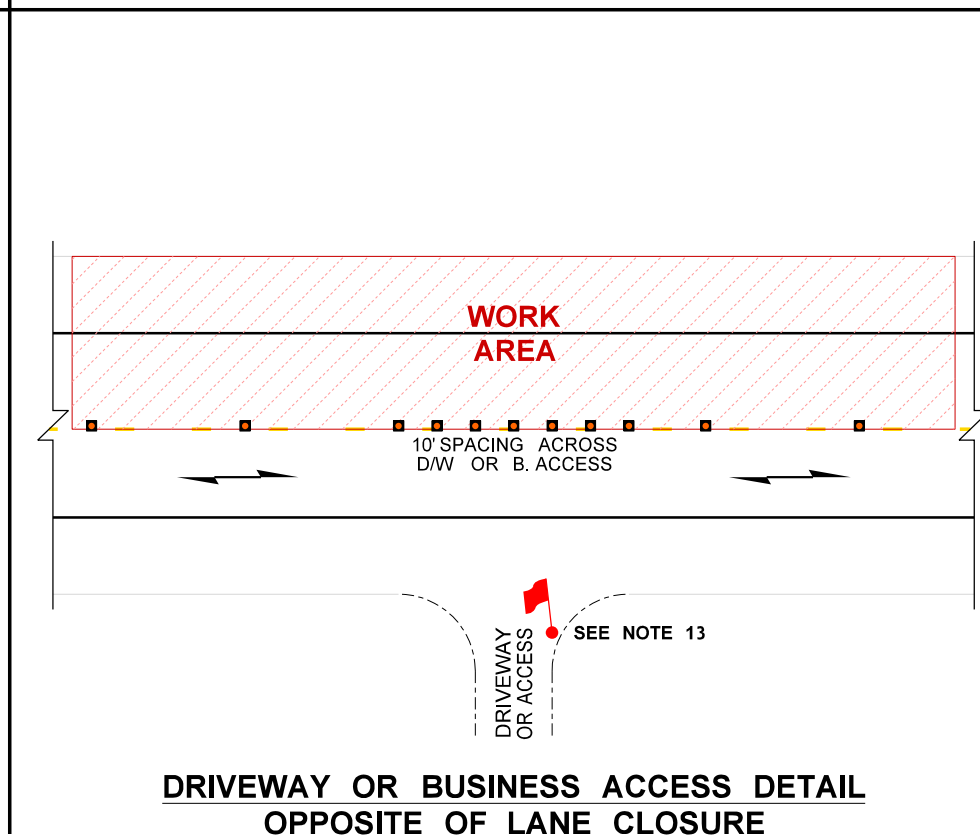 WORK
AREA
10' SPACING ACROSS
D/W OR B. ACCESS
SEE NOTE 13
DRIVEWAY
OR ACCESS
DRIVEWAY OR BUSINESS ACCESS DETAIL
OPPOSITE OF LANE CLOSURE